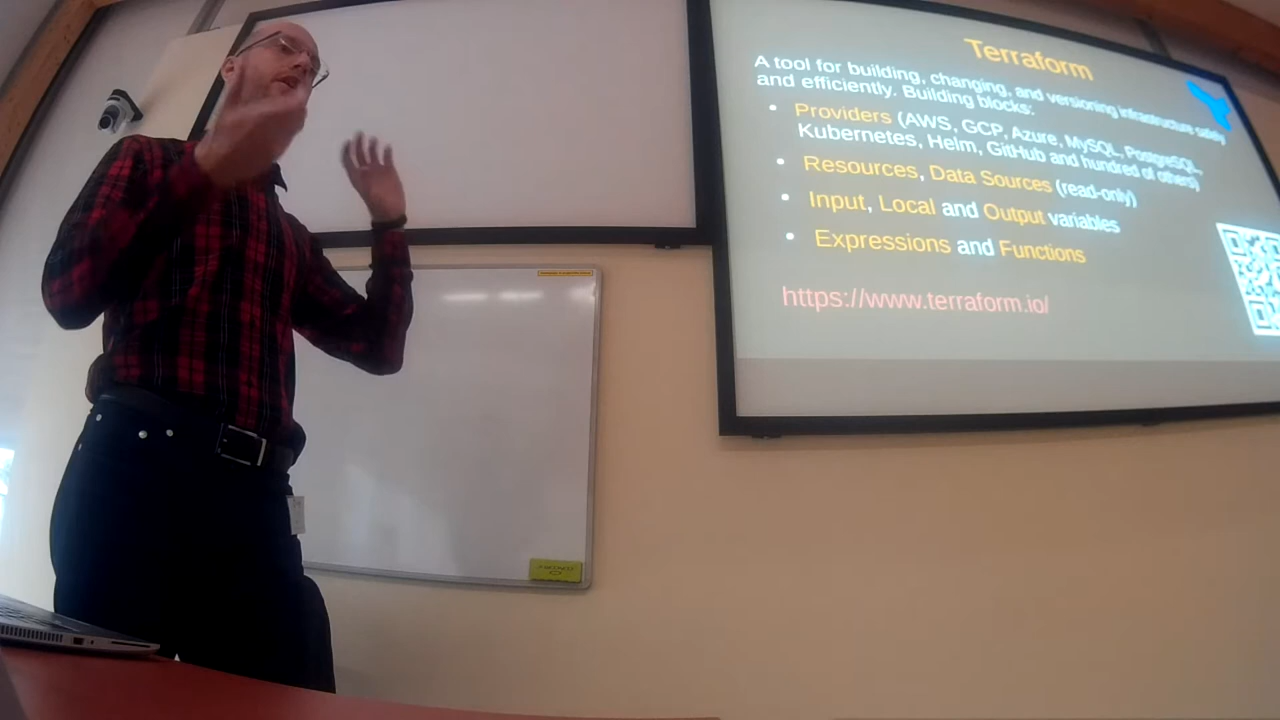 Terraform
A tool for building, changing, and versioning infrastructure safely
and efficiently. Building blocks:
• Providers (AWS, GCP, Azure, MySQL, PostgreSQL,
Kubernetes, Helm, GitHub and hundred of others)
• Resources, Data Sources (read-only)
• Input, Local and Output variables
• Expressions and Functions
https://www.terraform.io/